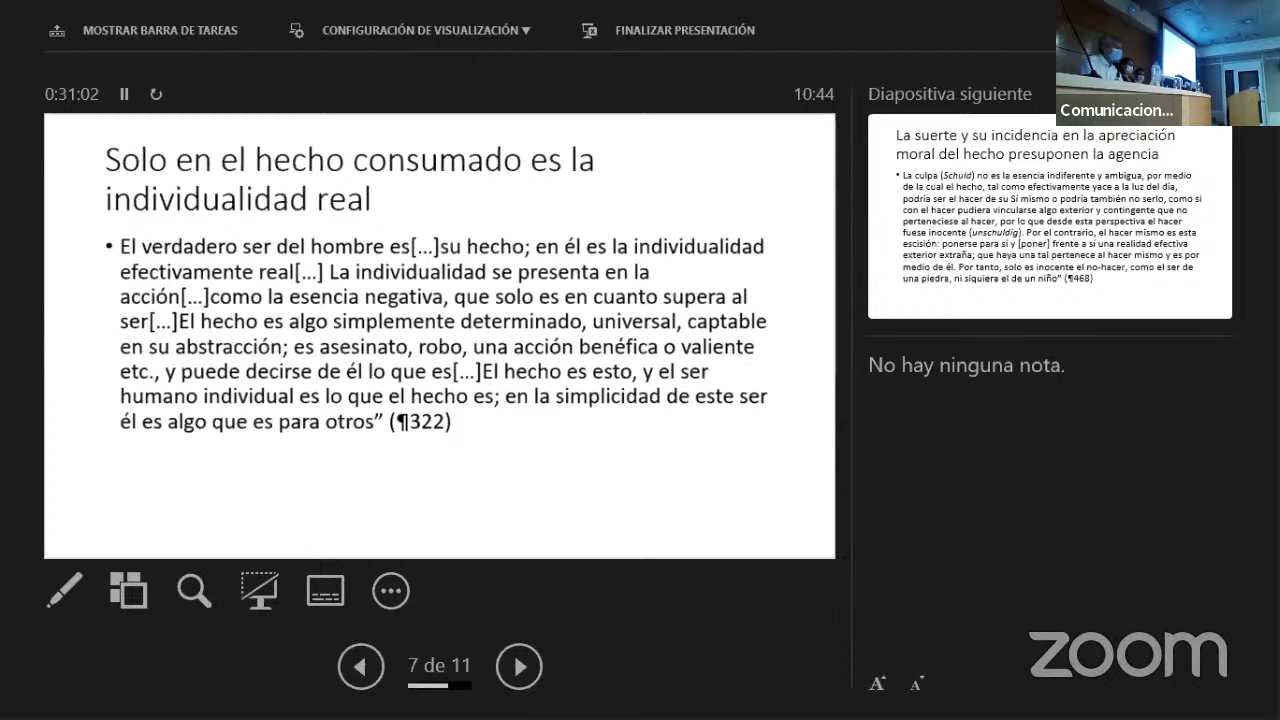 MOSTRAR BARRA DE TAREAS
CONFIGURACIÓN DE VISUALIZACIÓN ▼
FINALIZAR PRESENTACIÓN
Comunicacion...
0:31:02
10:44
Solo en el hecho consumado es la
individualidad real
• El verdadero ser del hombre es[…]su hecho; en él es la individualidad
efectivamente real[…] La individualidad se presenta en la
acción[…]como la esencia negativa, que solo es en cuanto supera al
ser[…]El hecho es algo simplemente determinado, universal, captable
en su abstracción; es asesinato, robo, una acción benéfica o valiente
etc., y puede decirse de él lo que es[…]El hecho es esto, y el ser
humano individual es lo que el hecho es; en la simplicidad de este ser
él es algo que es para otros” (¶322)
Diapositiva siguiente
La suerte y su incidencia en la apreciación
moral del hecho presuponen la agencia
• La culpa (Schuld) no es la esencia indiferente y ambigua, por medio
de la cual el hecho, tal como efectivamente yace a la luz del día,
podría ser el hacer de su Sí mismo o podría también no serlo, como si
con el hacer pudiera vincularse algo exterior y contingente que no
perteneciese al hacer, por lo que desde esta perspectiva el hacer
fuese inocente (unschuldig). Por el contrario, el hacer mismo es esta
escisión: ponerse para sí y [poner] frente a sí una realidad efectiva
exterior extraña; que haya una tal pertenece al hacer mismo y es por
medio de él. Por tanto, solo es inocente el no-hacer, como el ser de
una piedra, ni siquiera el de un niño” (¶468)
No hay ninguna nota.
7 de 11
A A
zoom